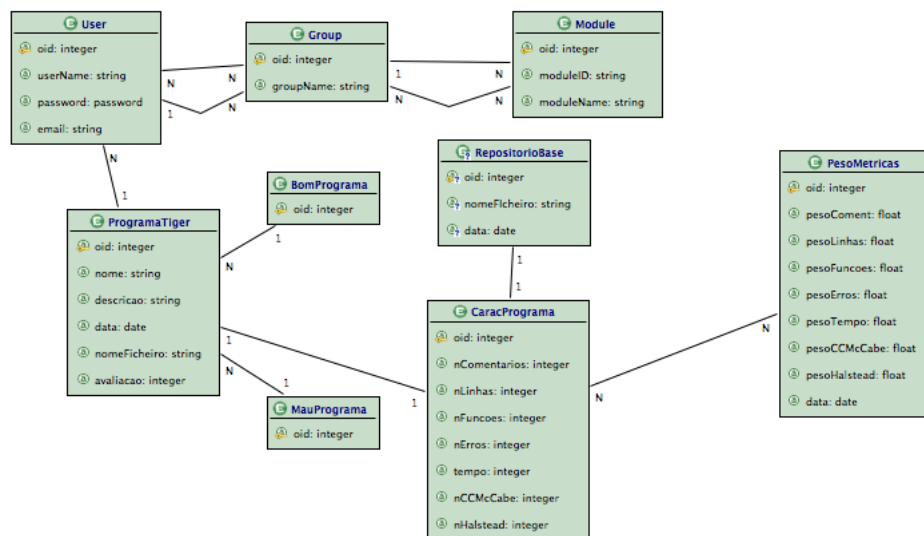 User
oid: integer
userName: string
password: password
email: string
Group
oid: integer
groupName: string
Module
oid: integer
moduleID: string
moduleName: string
N
N
1
N
1
N
N
N
N
1
RepositorioBase
oid: integer
nomeFIcheiro: string
data: date
PesoMetricas
oid: integer
pesoComent: float
pesoLinhas: float
pesoFuncoes: float
pesoErros: float
pesoTempo: float
pesoCCMcCabe: float
pesoHalstead: float
data: date
BomPrograma
oid: integer
ProgramaTiger
oid: integer
nome: string
descricao: string
data: date
nomeFicheiro: string
avaliacao: integer
1
N
1
1
CaracPrograma
oid: integer
nComentarios: integer
nLinhas: integer
nFuncoes: integer
nErros: integer
tempo: integer
nCCMcCabe: integer
nHalstead: integer
1
1
N
1
N
N
MauPrograma
oid: integer